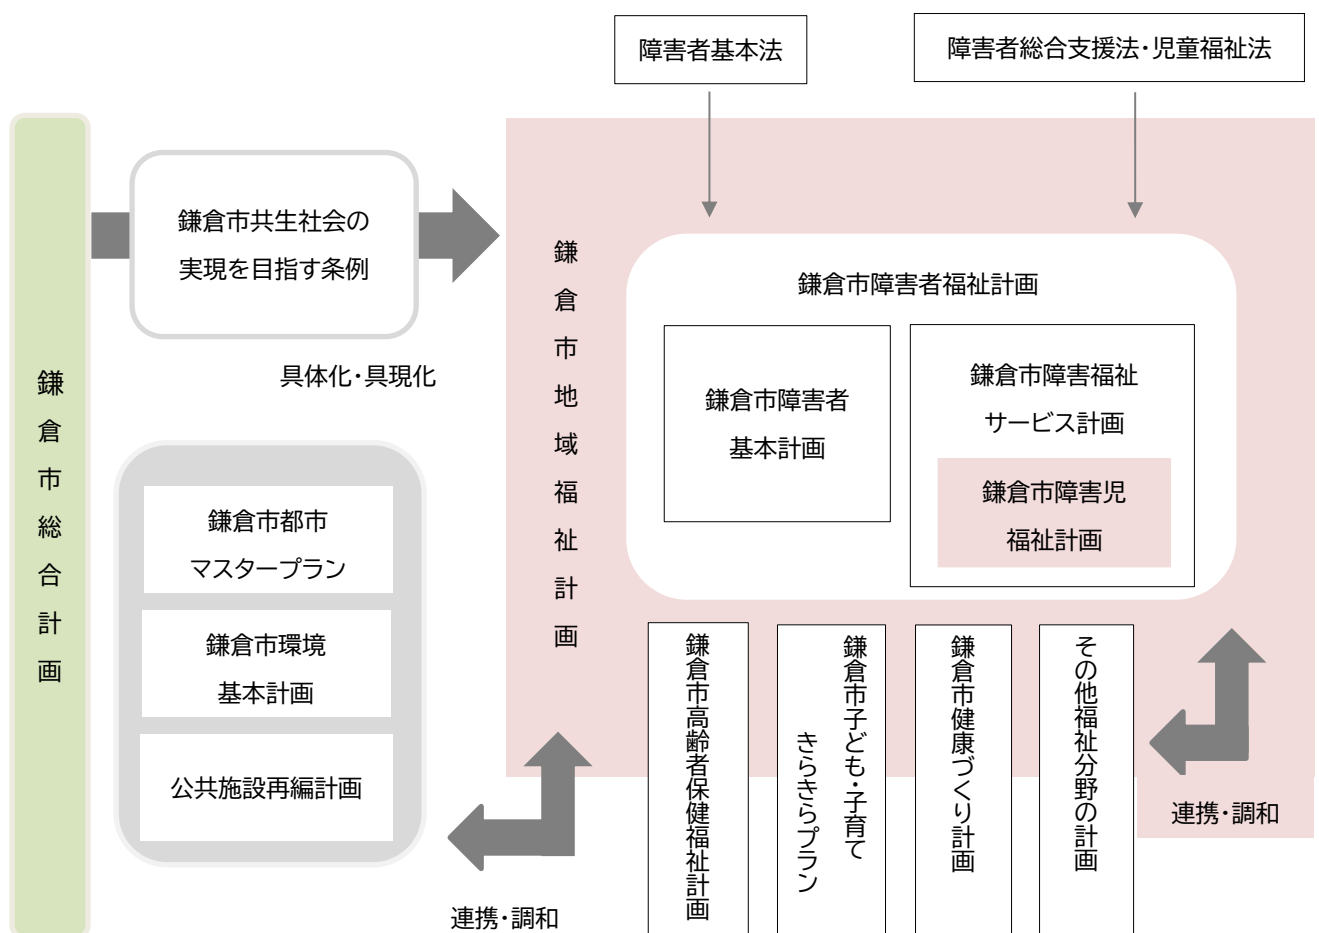 障害者基本法
障害者総合支援法・児童福祉法
鎌倉市総合計画
鎌倉市共生社会の
実現を目指す条例
具体化・具現化
鎌倉市都市
マスタープラン
鎌倉市環境
基本計画
公共施設再編計画
連携・調和
鎌倉市地域福祉計画
鎌倉市障害者福祉計画
鎌倉市障害者
基本計画
鎌倉市障害福祉
サービス計画
鎌倉市障害児
福祉計画
鎌倉市高齢者保健福祉計画
鎌倉市子ども・子育て
きらきらプラン
鎌倉市健康づくり計画
その他福祉分野の計画
連携・調和